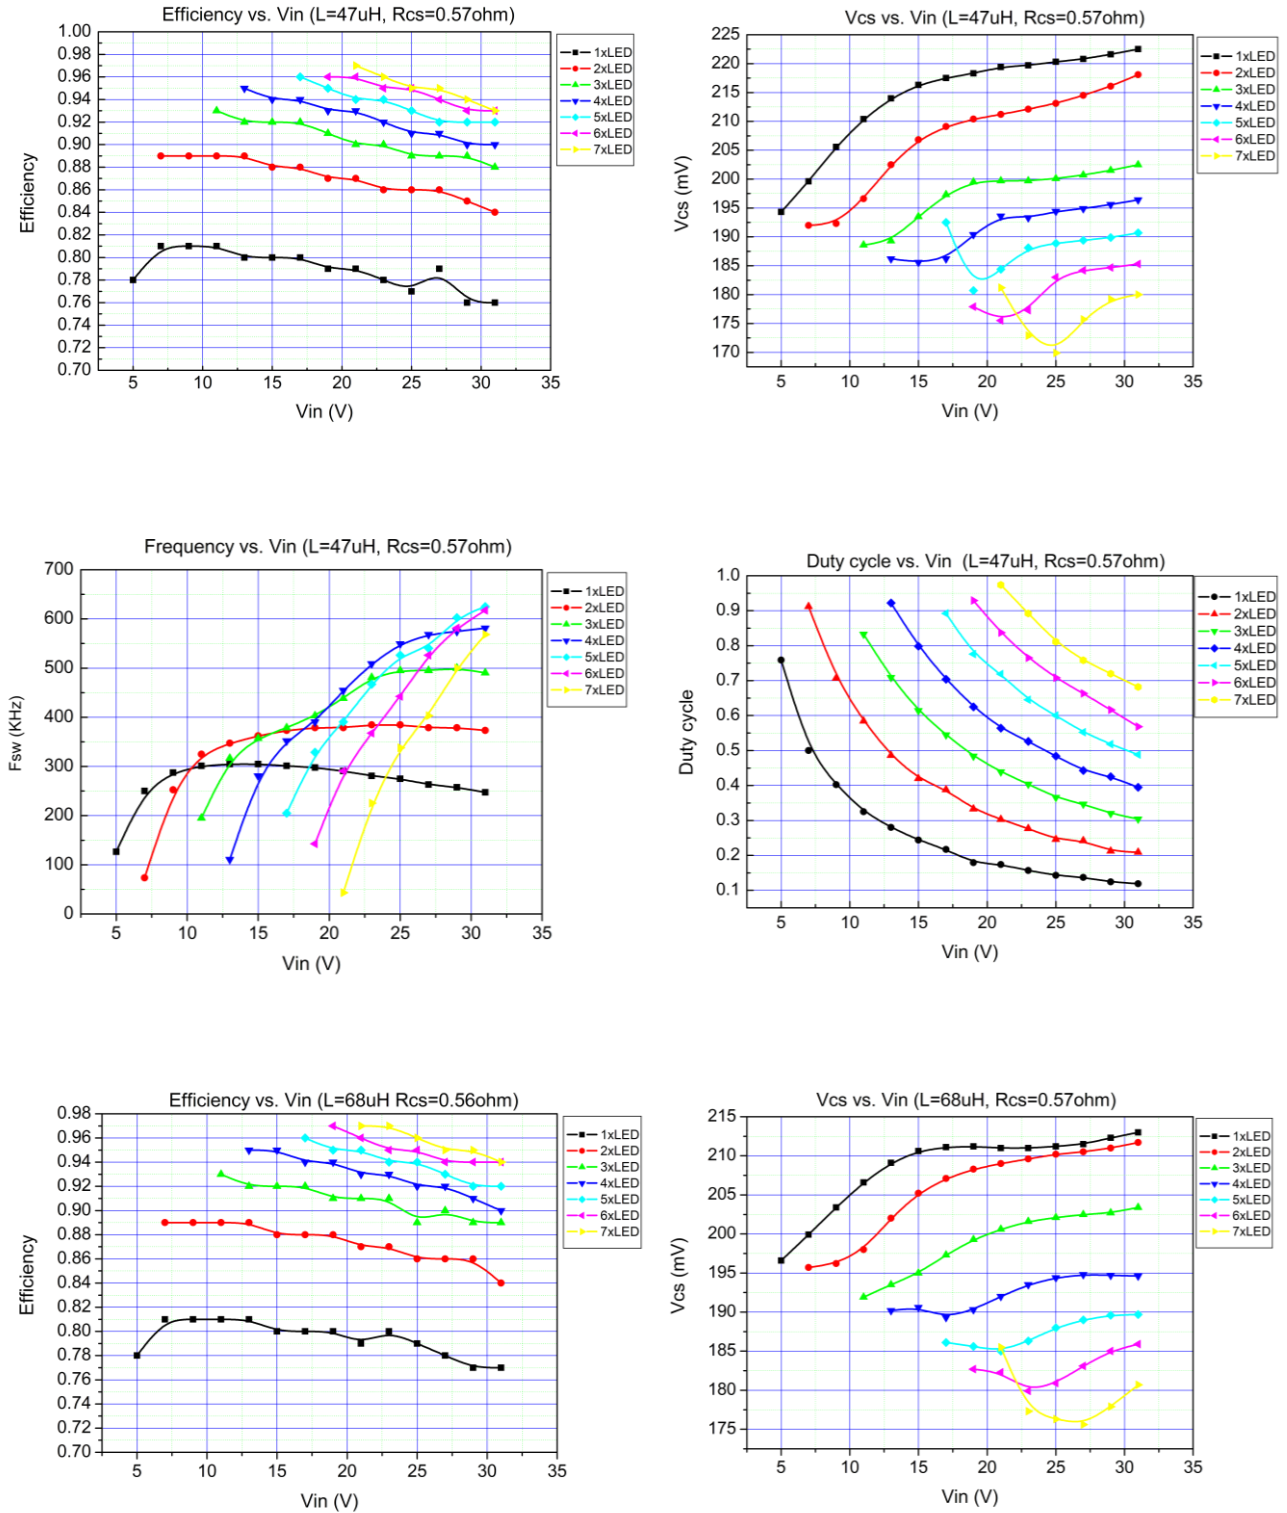 Efficiency vs. Vin (L=47uH, Rcs=0.57ohm)
1.00
0.98
0.96
0.94
0.92
0.90
0.88
0.86
0.84
0.82
0.80
0.78
0.76
0.74
0.72
0.70
Efficiency
5 10 15 20 25 30 35
Vin (V)
1xLED
2xLED
3xLED
4xLED
5xLED
6xLED
7xLED
Vcs vs. Vin (L=47uH, Rcs=0.57ohm)
225
220
215
210
205
200
195
190
185
180
175
170
Vcs (mV)
5 10 15 20 25 30 35
Vin (V)
1xLED
2xLED
3xLED
4xLED
5xLED
6xLED
7xLED
Frequency vs. Vin (L=47uH, Rcs=0.57ohm)
700
600
500
400
300
200
100
0
Fsw (KHz)
5 10 15 20 25 30 35
Vin (V)
1xLED
2xLED
3xLED
4xLED
5xLED
6xLED
7xLED
Duty cycle vs. Vin (L=47uH, Rcs=0.57ohm)
1.0
0.9
0.8
0.7
0.6
0.5
0.4
0.3
0.2
0.1
Duty cycle
5 10 15 20 25 30 35
Vin (V)
1xLED
2xLED
3xLED
4xLED
5xLED
6xLED
7xLED
Efficiency vs. Vin (L=68uH Rcs=0.56ohm)
0.98
0.96
0.94
0.92
0.90
0.88
0.86
0.84
0.82
0.80
0.78
0.76
0.74
0.72
0.70
Efficiency
5 10 15 20 25 30 35
Vin (V)
1xLED
2xLED
3xLED
4xLED
5xLED
6xLED
7xLED
Vcs vs. Vin (L=68uH, Rcs=0.57ohm)
215
210
205
200
195
190
185
180
175
Vcs (mV)
5 10 15 20 25 30 35
Vin (V)
1xLED
2xLED
3xLED
4xLED
5xLED
6xLED
7xLED